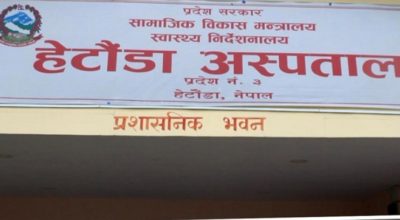 प्रदेश सरकार
सामाजिक विकास मन्त्रालय
स्वास्थ्य निर्देशनालय
हेटौंडा अस्पताल
प्रदेश नं. ३
हेटौंडा, नेपाल
प्रशासनिक भवन